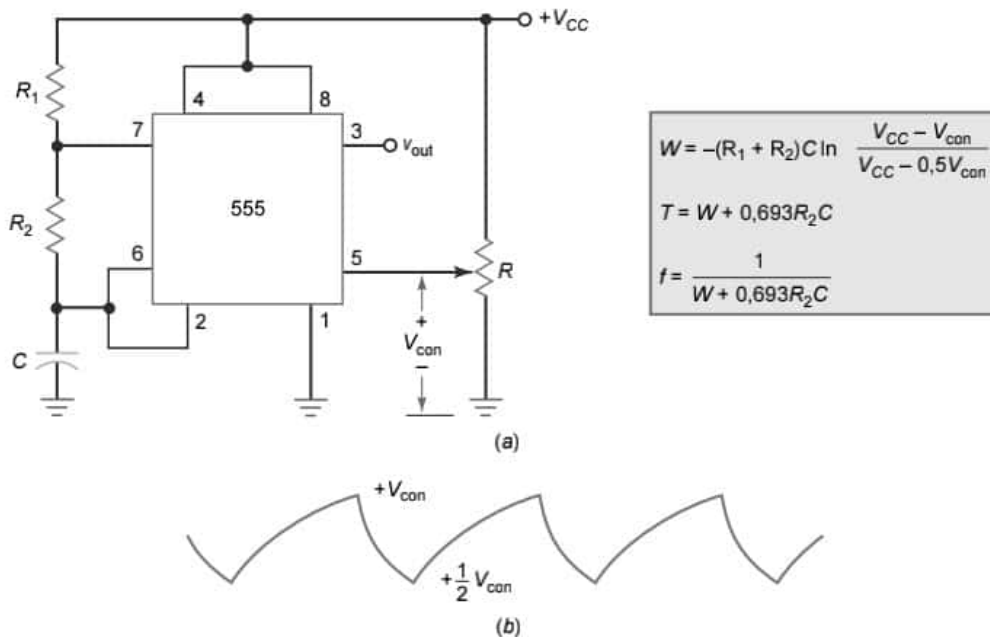 +V_CC
R_1
4 8
7 3
v_out
R_2
555
6 5
R
2 1
+
V_con
–
C
(a)
W = –(R_1 + R_2)C ln (V_CC – V_con) / (V_CC – 0,5V_con)
T = W + 0,693R_2C
f = 1 / (W + 0,693R_2C)
+V_con
+1/2 V_con
(b)